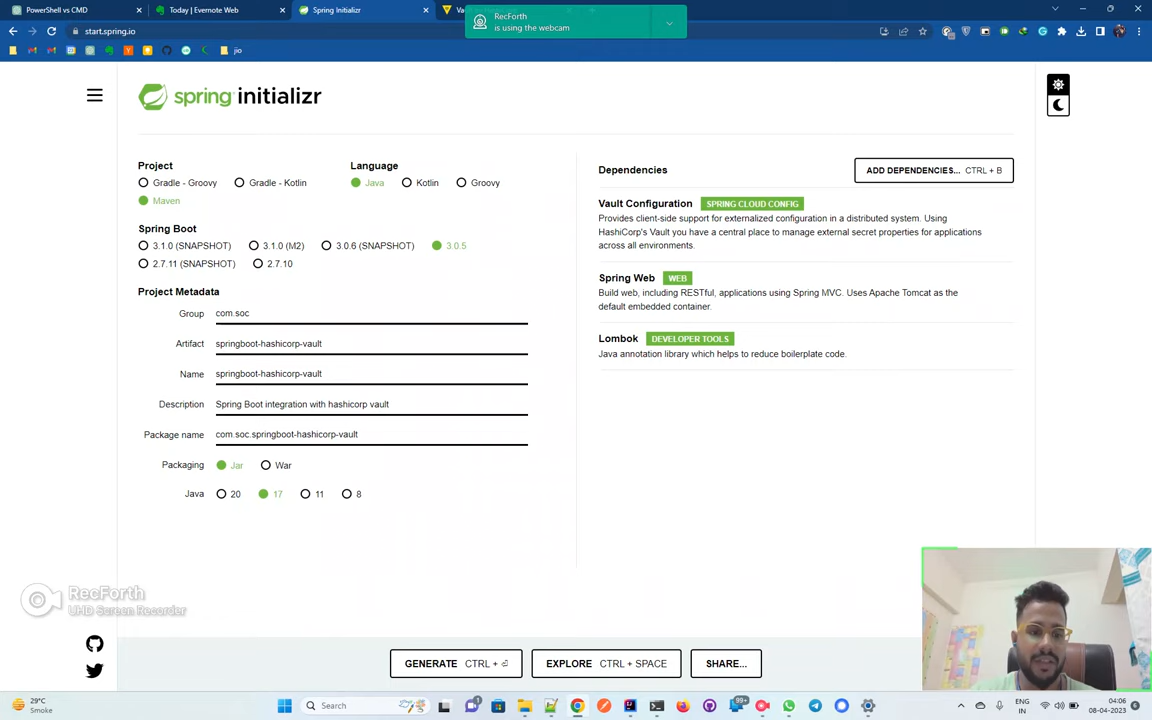 PowerShell vs CMD
Today | Evernote Web
Spring Initializr
RecForth
is using the webcam
start.spring.io
jio
spring initializr
Project
Gradle - Groovy
Gradle - Kotlin
Maven
Language
Java
Kotlin
Groovy
Spring Boot
3.1.0 (SNAPSHOT)
3.1.0 (M2)
3.0.6 (SNAPSHOT)
3.0.5
2.7.11 (SNAPSHOT)
2.7.10
Project Metadata
Group com.soc
Artifact springboot-hashicorp-vault
Name springboot-hashicorp-vault
Description Spring Boot integration with hashicorp vault
Package name com.soc.springboot-hashicorp-vault
Packaging Jar War
Java 20 17 11 8
Dependencies
ADD DEPENDENCIES... CTRL + B
Vault Configuration SPRING CLOUD CONFIG
Provides client-side support for externalized configuration in a distributed system. Using
HashiCorp's Vault you have a central place to manage external secret properties for applications
across all environments.
Spring Web WEB
Build web, including RESTful, applications using Spring MVC. Uses Apache Tomcat as the
default embedded container.
Lombok DEVELOPER TOOLS
Java annotation library which helps to reduce boilerplate code.
RecForth
UHD Screen Recorder
GENERATE CTRL + ⏎
EXPLORE CTRL + SPACE
SHARE...
29°C
Smoke
Search
99+
ENG
IN
04:06
08-04-2023